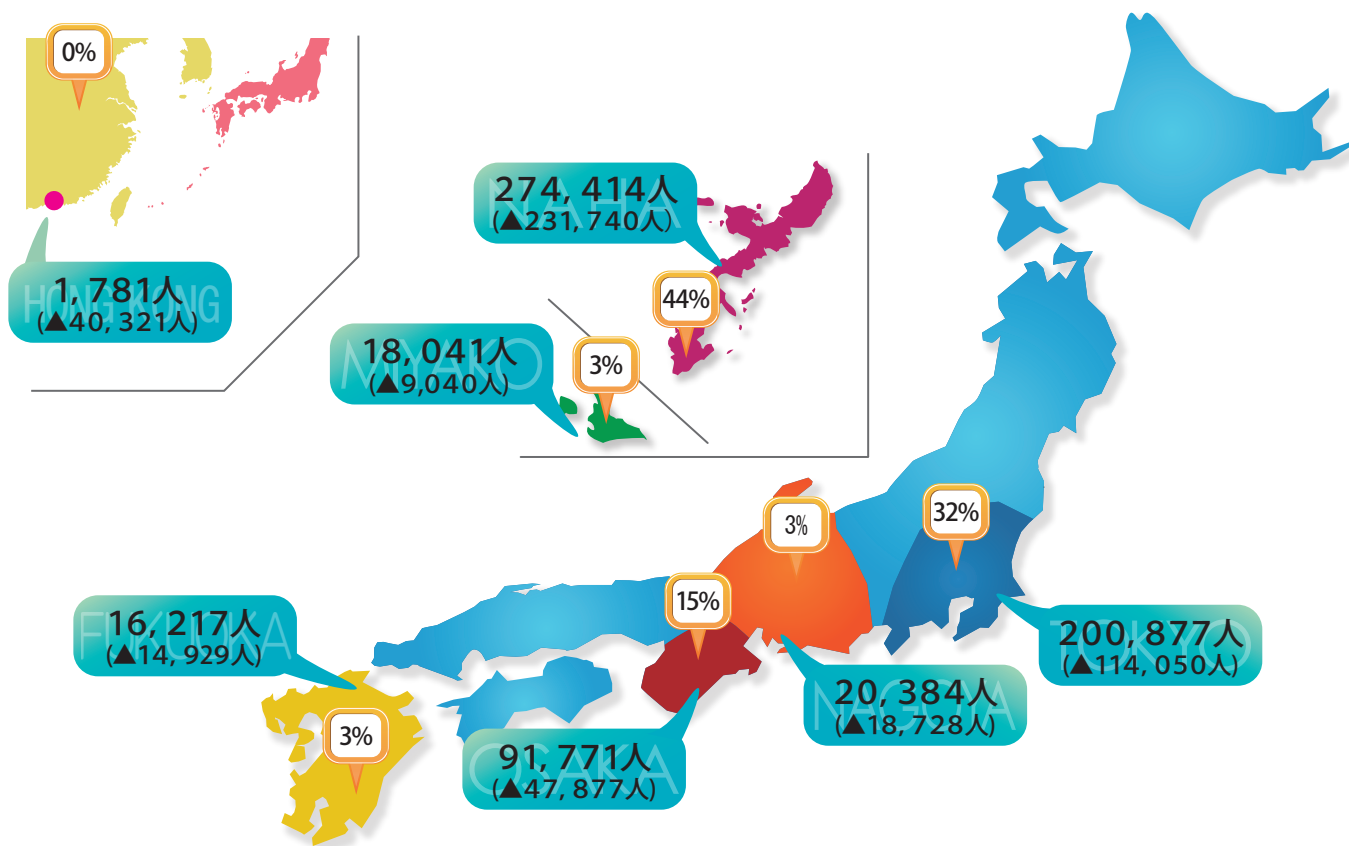 0%
HONG KONG
1,781人
(▲40,321人)
NAHA
274,414人
(▲231,740人)
44%
MIYAKO
18,041人
(▲9,040人)
3%
3%
32%
15%
FUKUOKA
16,217人
(▲14,929人)
3%
TOKYO
200,877人
(▲114,050人)
NAGOYA
20,384人
(▲18,728人)
OSAKA
91,771人
(▲47,877人)